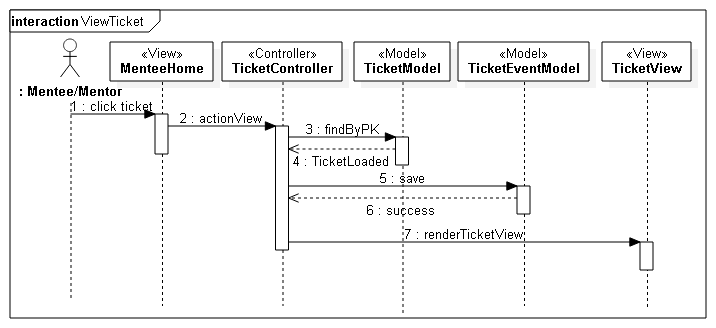 interaction ViewTicket
«View»
MenteeHome
«Controller»
TicketController
«Model»
TicketModel
«Model»
TicketEventModel
«View»
TicketView
: Mentee/Mentor
1 : click ticket
2 : actionView
3 : findByPK
4 : TicketLoaded
5 : save
6 : success
7 : renderTicketView